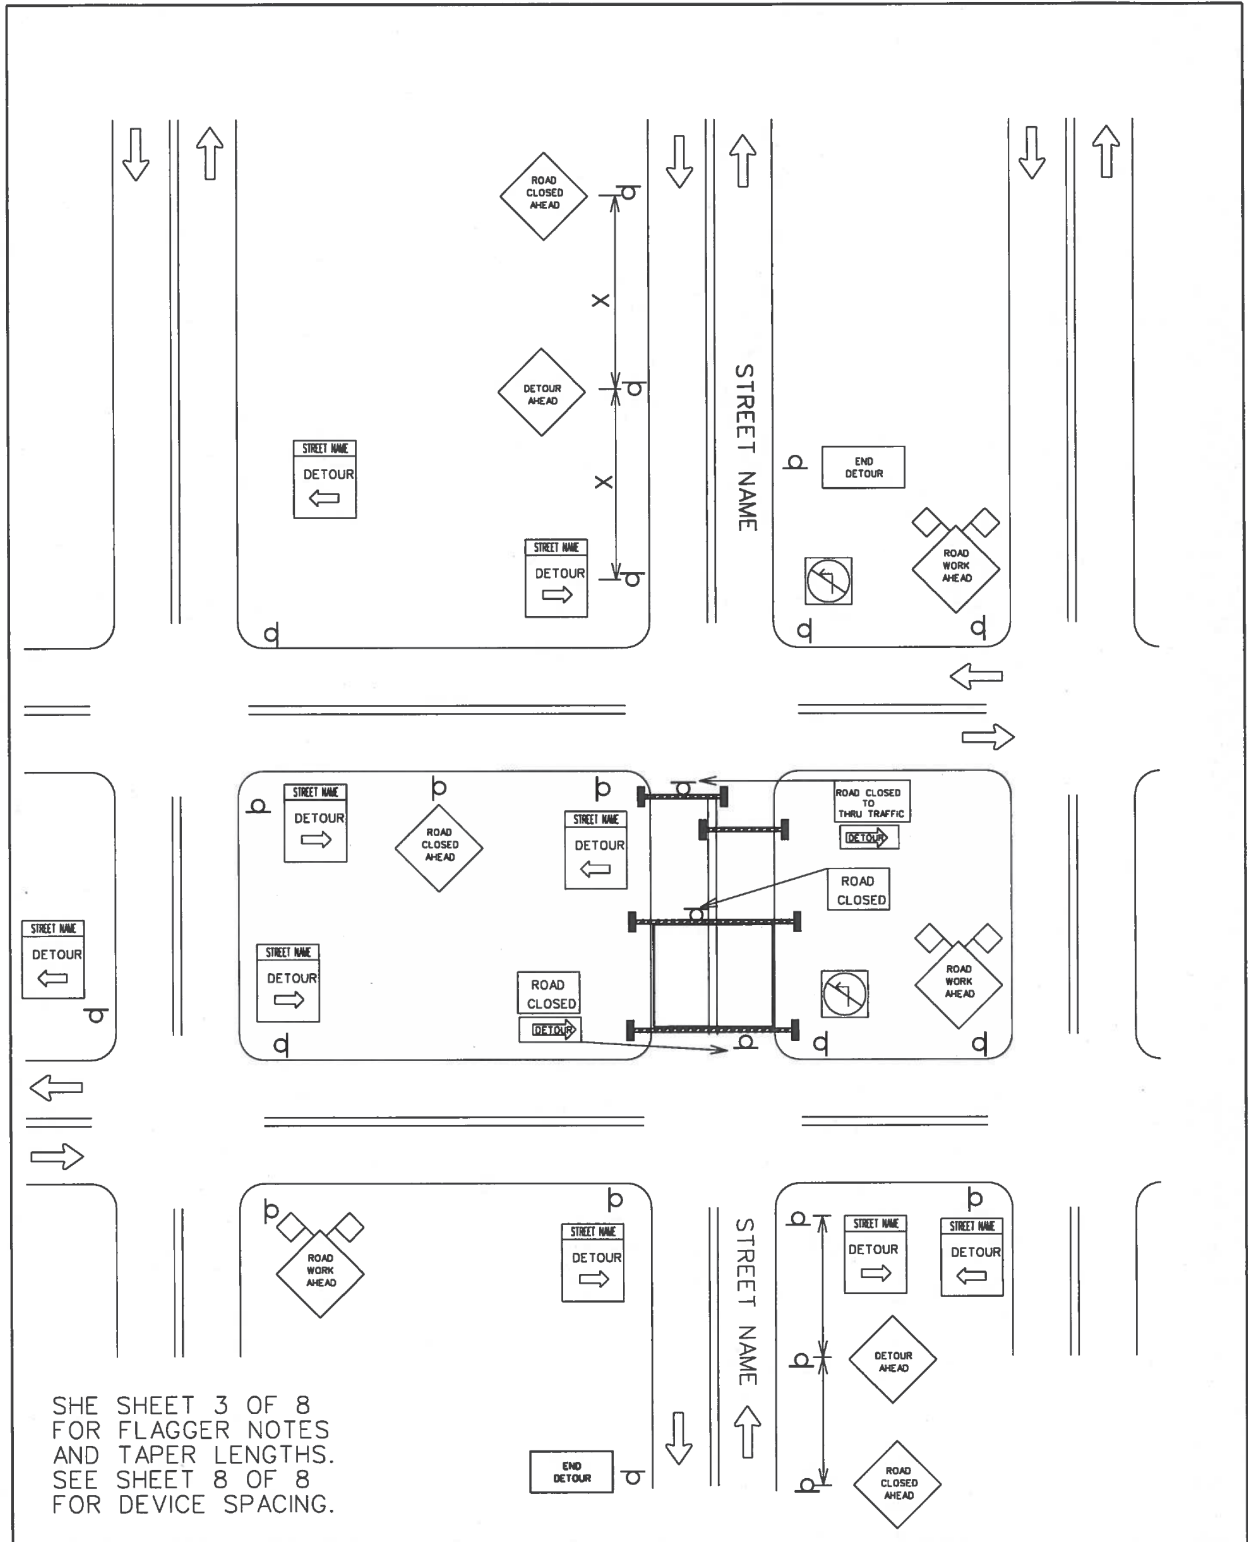 ROAD
CLOSED
AHEAD
X
DETOUR
AHEAD
STREET NAME
STREET NAME
DETOUR
X
END
DETOUR
STREET NAME
DETOUR
ROAD
WORK
AHEAD
STREET NAME
DETOUR
ROAD
CLOSED
AHEAD
STREET NAME
DETOUR
ROAD CLOSED
TO
THRU TRAFFIC
DETOUR
ROAD
CLOSED
STREET NAME
DETOUR
STREET NAME
DETOUR
ROAD
CLOSED
DETOUR
ROAD
WORK
AHEAD
ROAD
WORK
AHEAD
STREET NAME
DETOUR
STREET NAME
STREET NAME
DETOUR
STREET NAME
DETOUR
DETOUR
AHEAD
SHE SHEET 3 OF 8
FOR FLAGGER NOTES
AND TAPER LENGTHS.
SEE SHEET 8 OF 8
FOR DEVICE SPACING.
END
DETOUR
ROAD
CLOSED
AHEAD